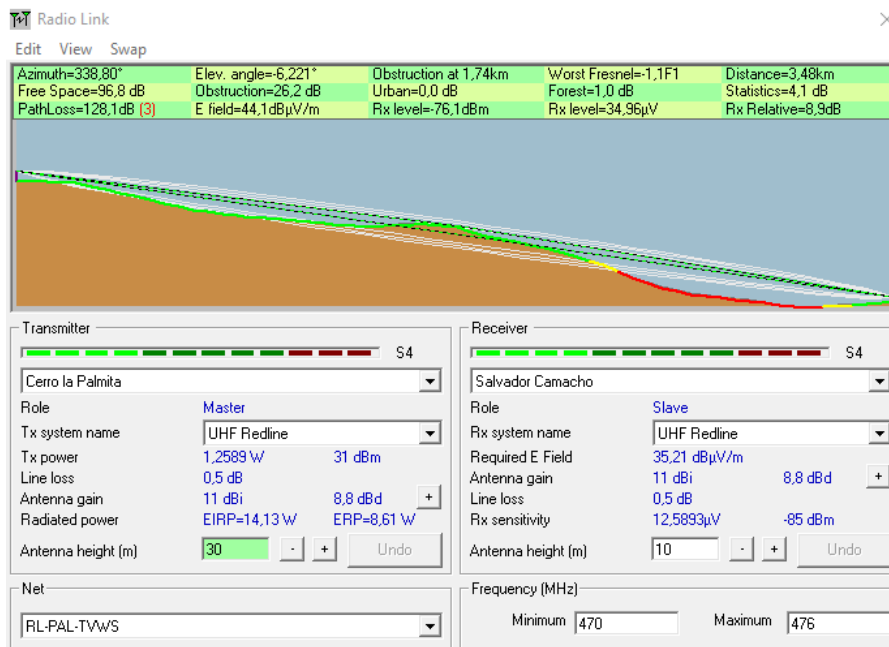 Radio Link
Edit View Swap
Azimuth=338,80° Elev. angle=-6,221° Obstruction at 1,74km Worst Fresnel=-1,1F1 Distance=3,48km
Free Space=96,8 dB Obstruction=26,2 dB Urban=0,0 dB Forest=1,0 dB Statistics=4,1 dB
PathLoss=128,1dB (3) E field=44,1dBµV/m Rx level=-76,1dBm Rx level=34,96µV Rx Relative=8,9dB
Transmitter
S4
Cerro la Palmita
Role Master
Tx system name UHF Redline
Tx power 1,2589 W 31 dBm
Line loss 0,5 dB
Antenna gain 11 dBi 8,8 dBd +
Radiated power EIRP=14,13 W ERP=8,61 W
Antenna height (m) 30 - + Undo
Net
RL-PAL-TVWS
Receiver
S4
Salvador Camacho
Role Slave
Rx system name UHF Redline
Required E Field 35,21 dBµV/m
Antenna gain 11 dBi 8,8 dBd +
Line loss 0,5 dB
Rx sensitivity 12,5893µV -85 dBm
Antenna height (m) 10 - + Undo
Frequency (MHz)
Minimum 470 Maximum 476